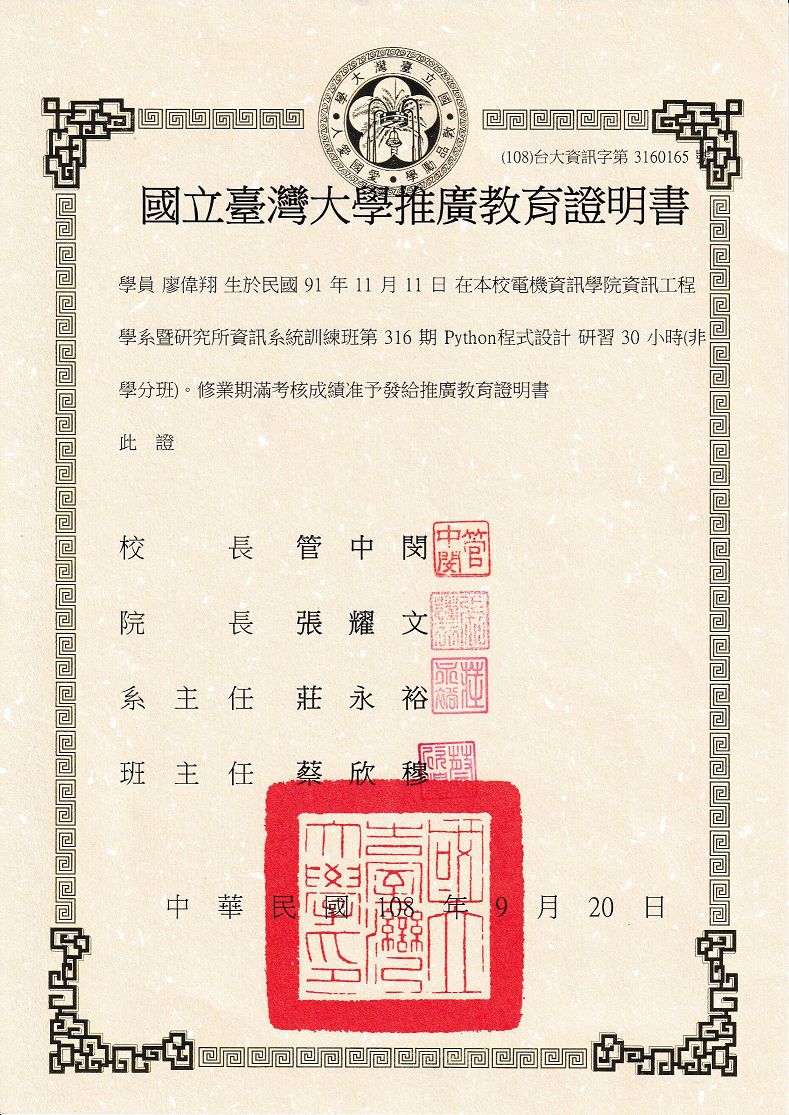 國立臺灣大學
敦品勵學 愛國愛人
(108)台大資訊字第 3160165 號
國立臺灣大學推廣教育證明書
學員 廖偉翔 生於民國 91 年 11 月 11 日 在本校電機資訊學院資訊工程
學系暨研究所資訊系統訓練班第 316 期 Python程式設計 研習 30 小時(非
學分班)。修業期滿考核成績准予發給推廣教育證明書
此 證
校 長 管 中 閔
管中閔
院 長 張 耀 文
張耀文
系 主 任 莊 永 裕
莊永裕
班 主 任 蔡 欣 穆
中 華 民 國 108 年 9 月 20 日
國立臺灣大學印